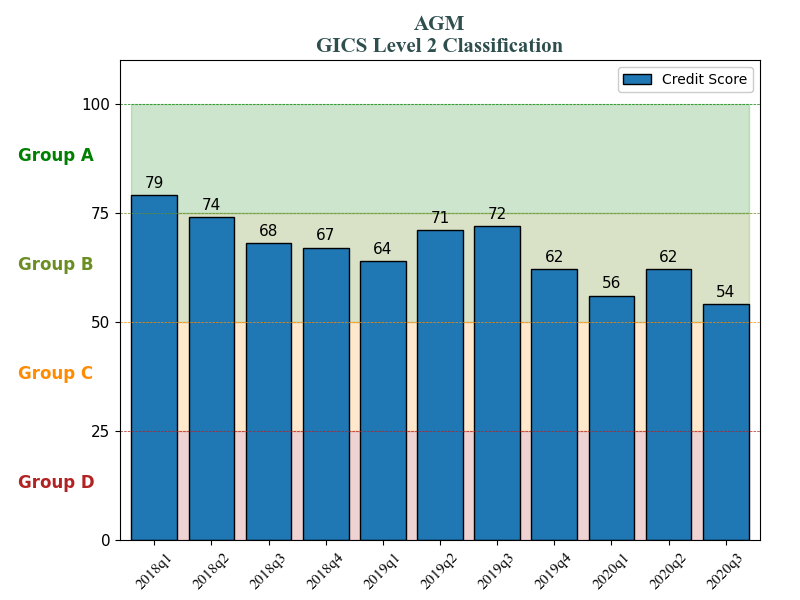 AGM
GICS Level 2 Classification
Credit Score
100
Group A
79
74
75
72
71
68
67
64
Group B
62
62
56
54
50
Group C
25
Group D
0
2018q1
2018q2
2018q3
2018q4
2019q1
2019q2
2019q3
2019q4
2020q1
2020q2
2020q3